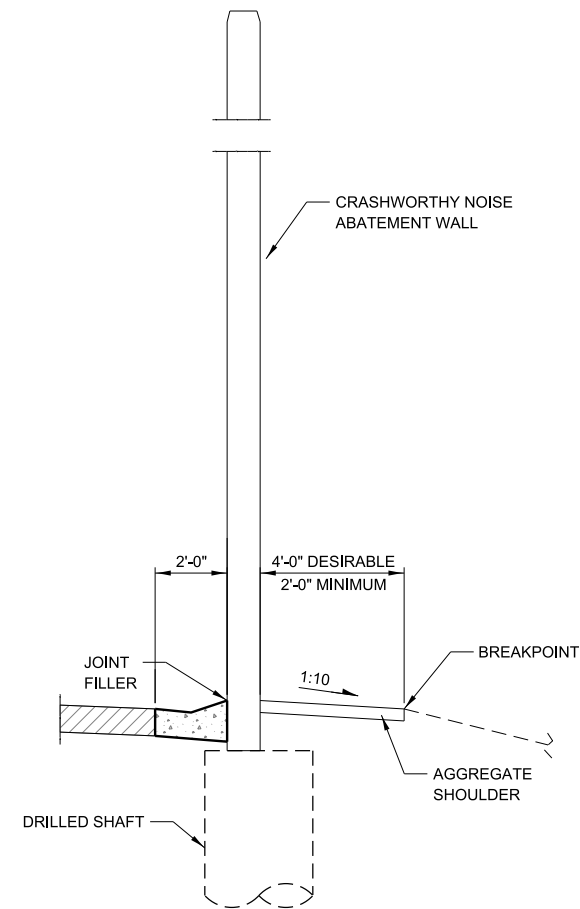 CRASHWORTHY NOISE
ABATEMENT WALL
2'-0"
4'-0" DESIRABLE
2'-0" MINIMUM
JOINT
FILLER
1:10
BREAKPOINT
AGGREGATE
SHOULDER
DRILLED SHAFT